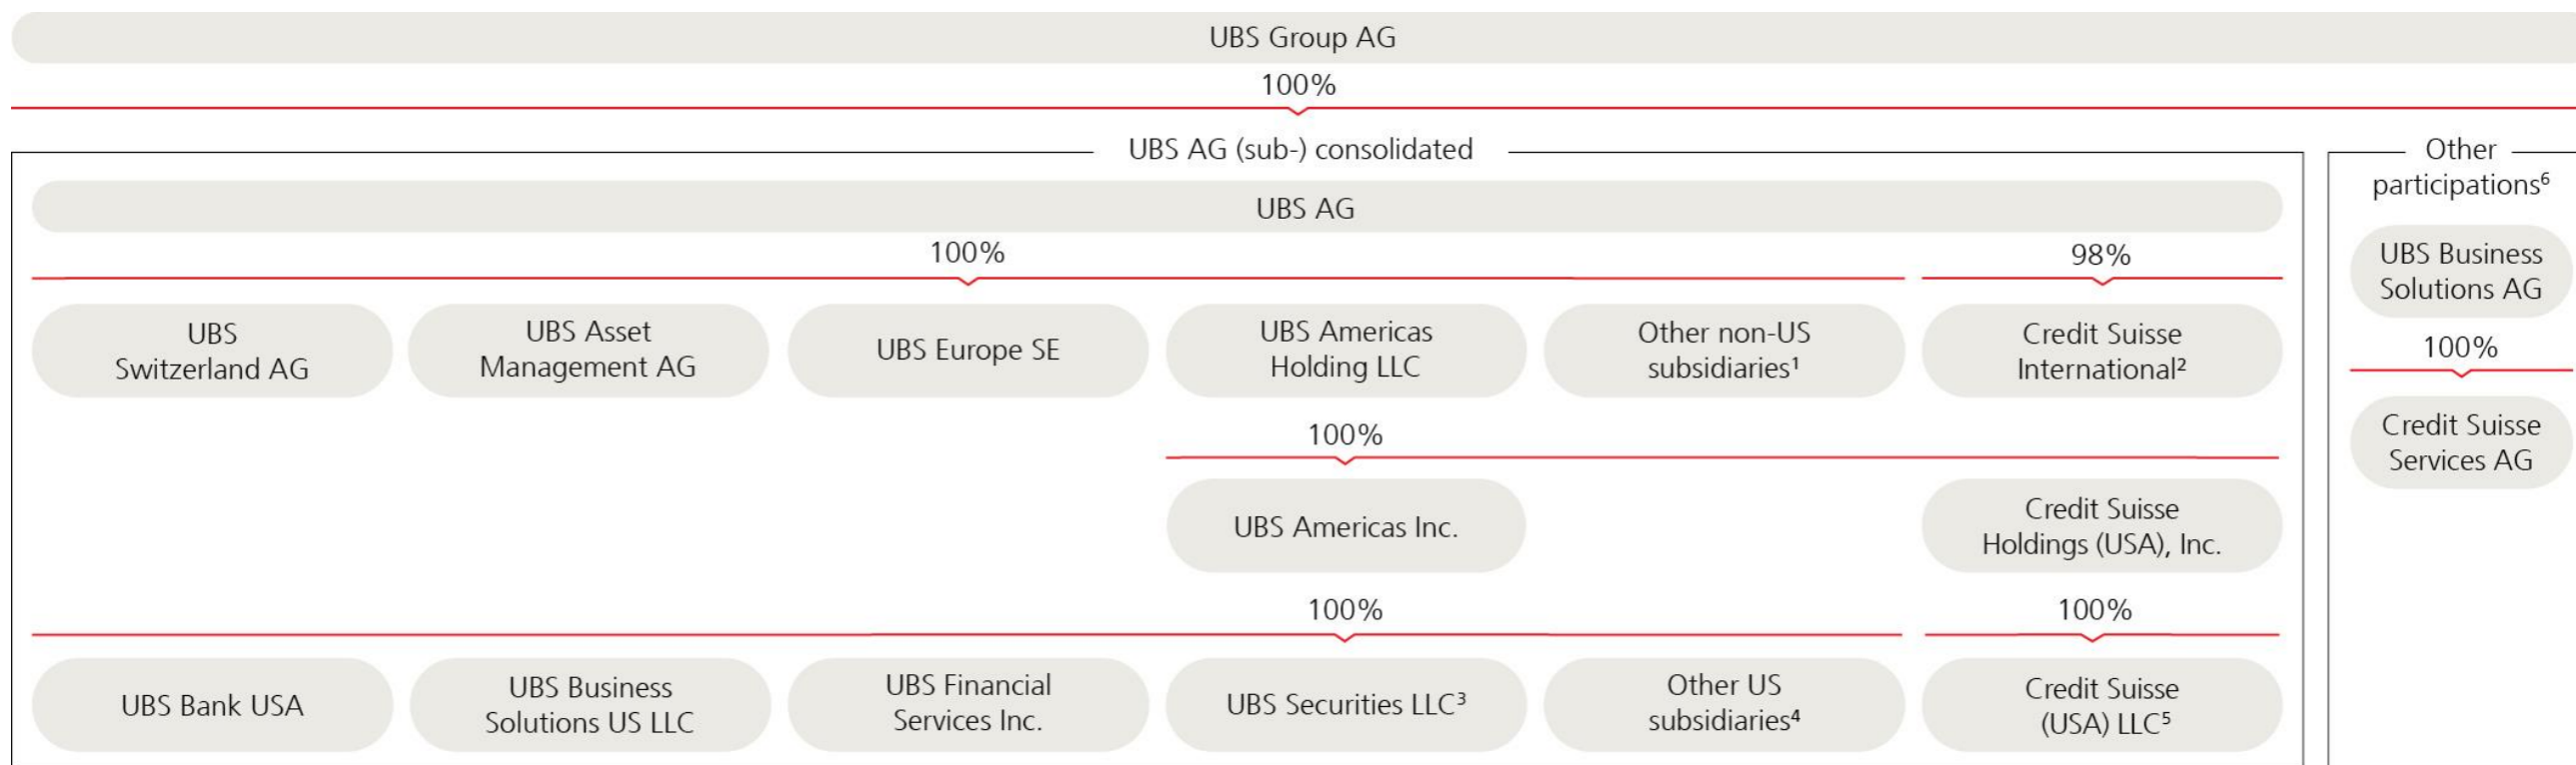 UBS Group AG
100%
UBS AG (sub-) consolidated
UBS AG
100%
98%
UBS
Switzerland AG
UBS Asset
Management AG
UBS Europe SE
UBS Americas
Holding LLC
Other non-US
subsidiaries¹
Credit Suisse
International²
100%
UBS Americas Inc.
Credit Suisse
Holdings (USA), Inc.
100%
100%
UBS Bank USA
UBS Business
Solutions US LLC
UBS Financial
Services Inc.
UBS Securities LLC³
Other US
subsidiaries⁴
Credit Suisse
(USA) LLC⁵
Other
participations⁶
UBS Business
Solutions AG
100%
Credit Suisse
Services AG